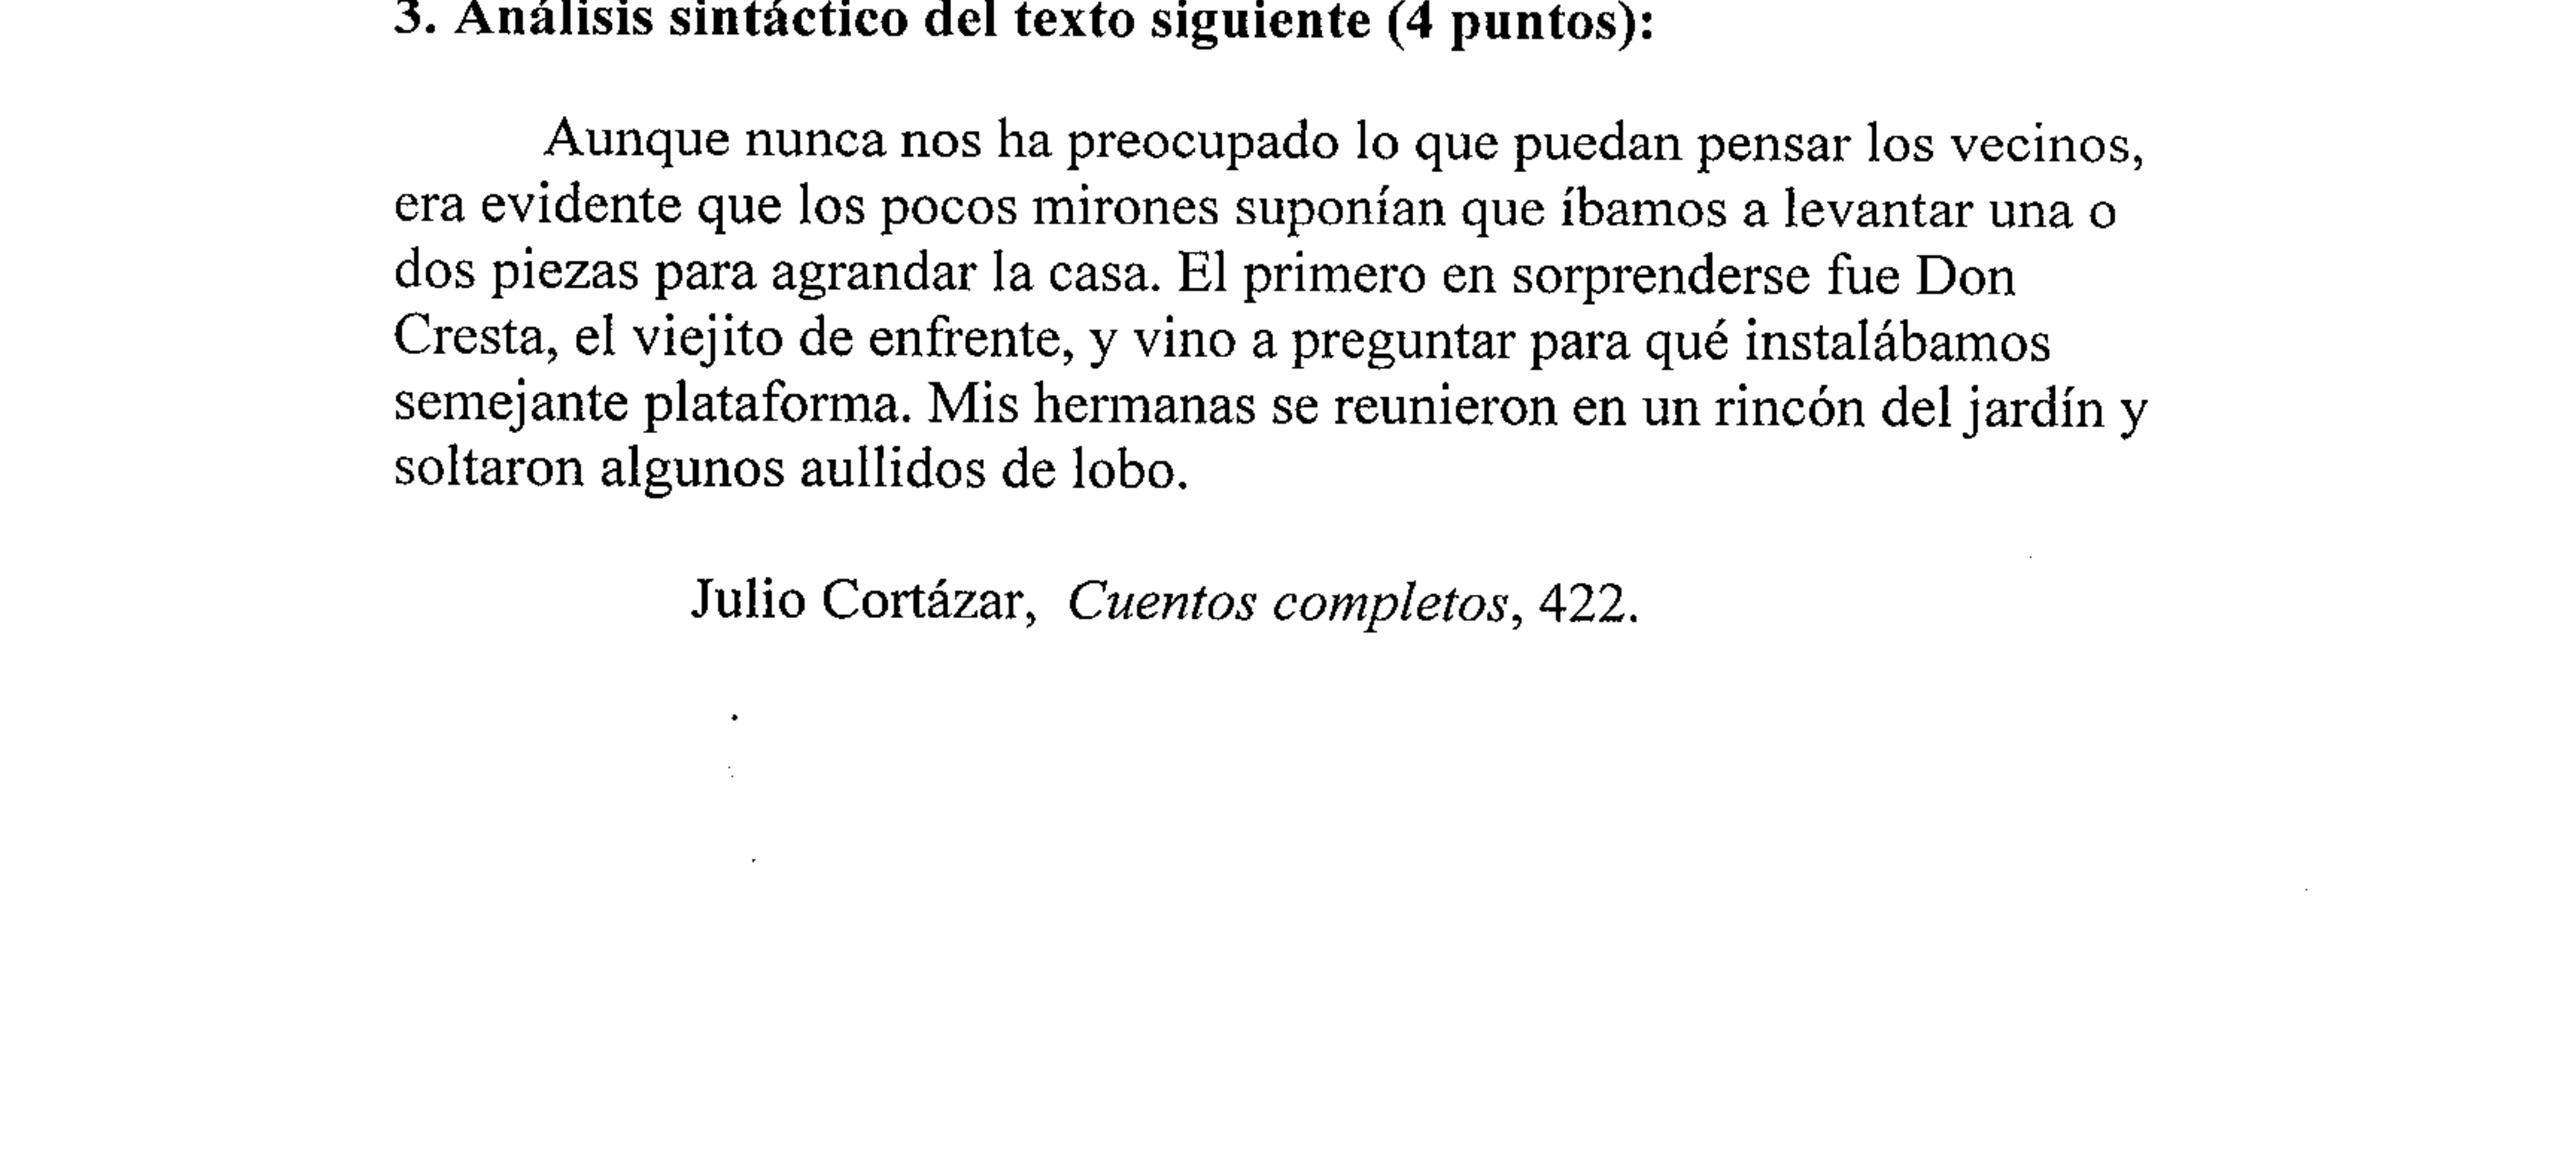 3. Análisis sintáctico del texto siguiente (4 puntos):
Aunque nunca nos ha preocupado lo que puedan pensar los vecinos,
era evidente que los pocos mirones suponían que íbamos a levantar una o
dos piezas para agrandar la casa. El primero en sorprenderse fue Don
Cresta, el viejito de enfrente, y vino a preguntar para qué instalábamos
semejante plataforma. Mis hermanas se reunieron en un rincón del jardín y
soltaron algunos aullidos de lobo.
Julio Cortázar, Cuentos completos, 422.